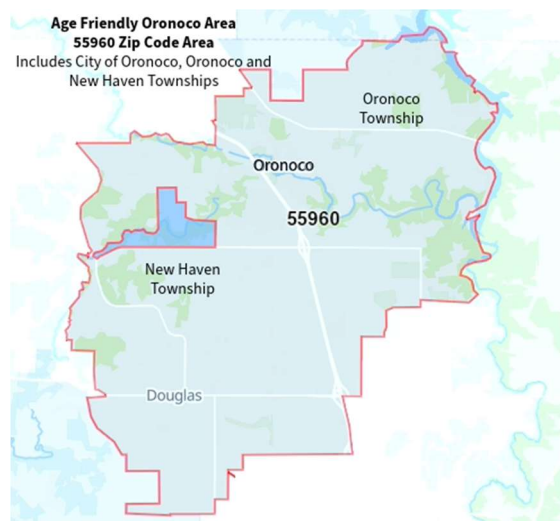 Age Friendly Oronoco Area
55960 Zip Code Area
Includes City of Oronoco, Oronoco and
New Haven Townships
Oronoco
Township
Oronoco
55960
New Haven
Township
Douglas